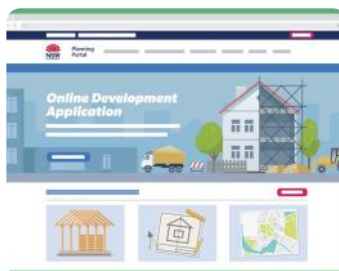 NSW
Planning
Portal
Online Development
Application